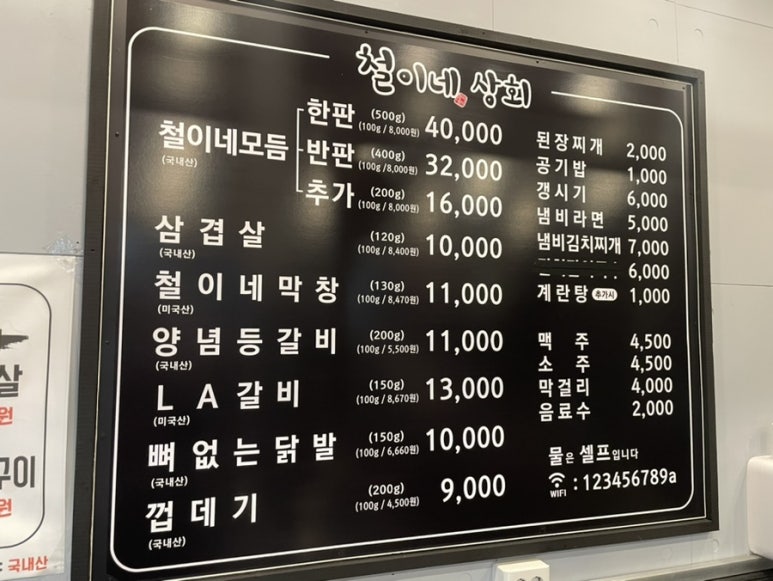 철이네 상회
철이네모듬 (국내산)
한판 (500g) (100g / 8,000원) 40,000
반판 (400g) (100g /8,000원) 32,000
추가 (200g) (100g / 8,000원) 16,000
삼겹살 (국내산) (120g) (100g / 8,400원) 10,000
철이네막창 (미국산) (130g) (100g / 8,470원) 11,000
양념등갈비 (국내산) (200g) (100g / 5,500원) 11,000
LA갈비 (미국산) (150g) (100g / 8,670원) 13,000
뼈없는닭발 (국내산) (150g) (100g / 6,660원) 10,000
껍데기 (국내산) (200g) (100g / 4,500원) 9,000
된장찌개 2,000
공기밥 1,000
갱시기 6,000
냄비라면 5,000
냄비김치찌개 7,000
6,000
계란탕 추가시 1,000
맥주 4,500
소주 4,500
막걸리 4,000
음료수 2,000
물은 셀프입니다
WIFI : 123456789a
살
원
구이
원
: 국내산